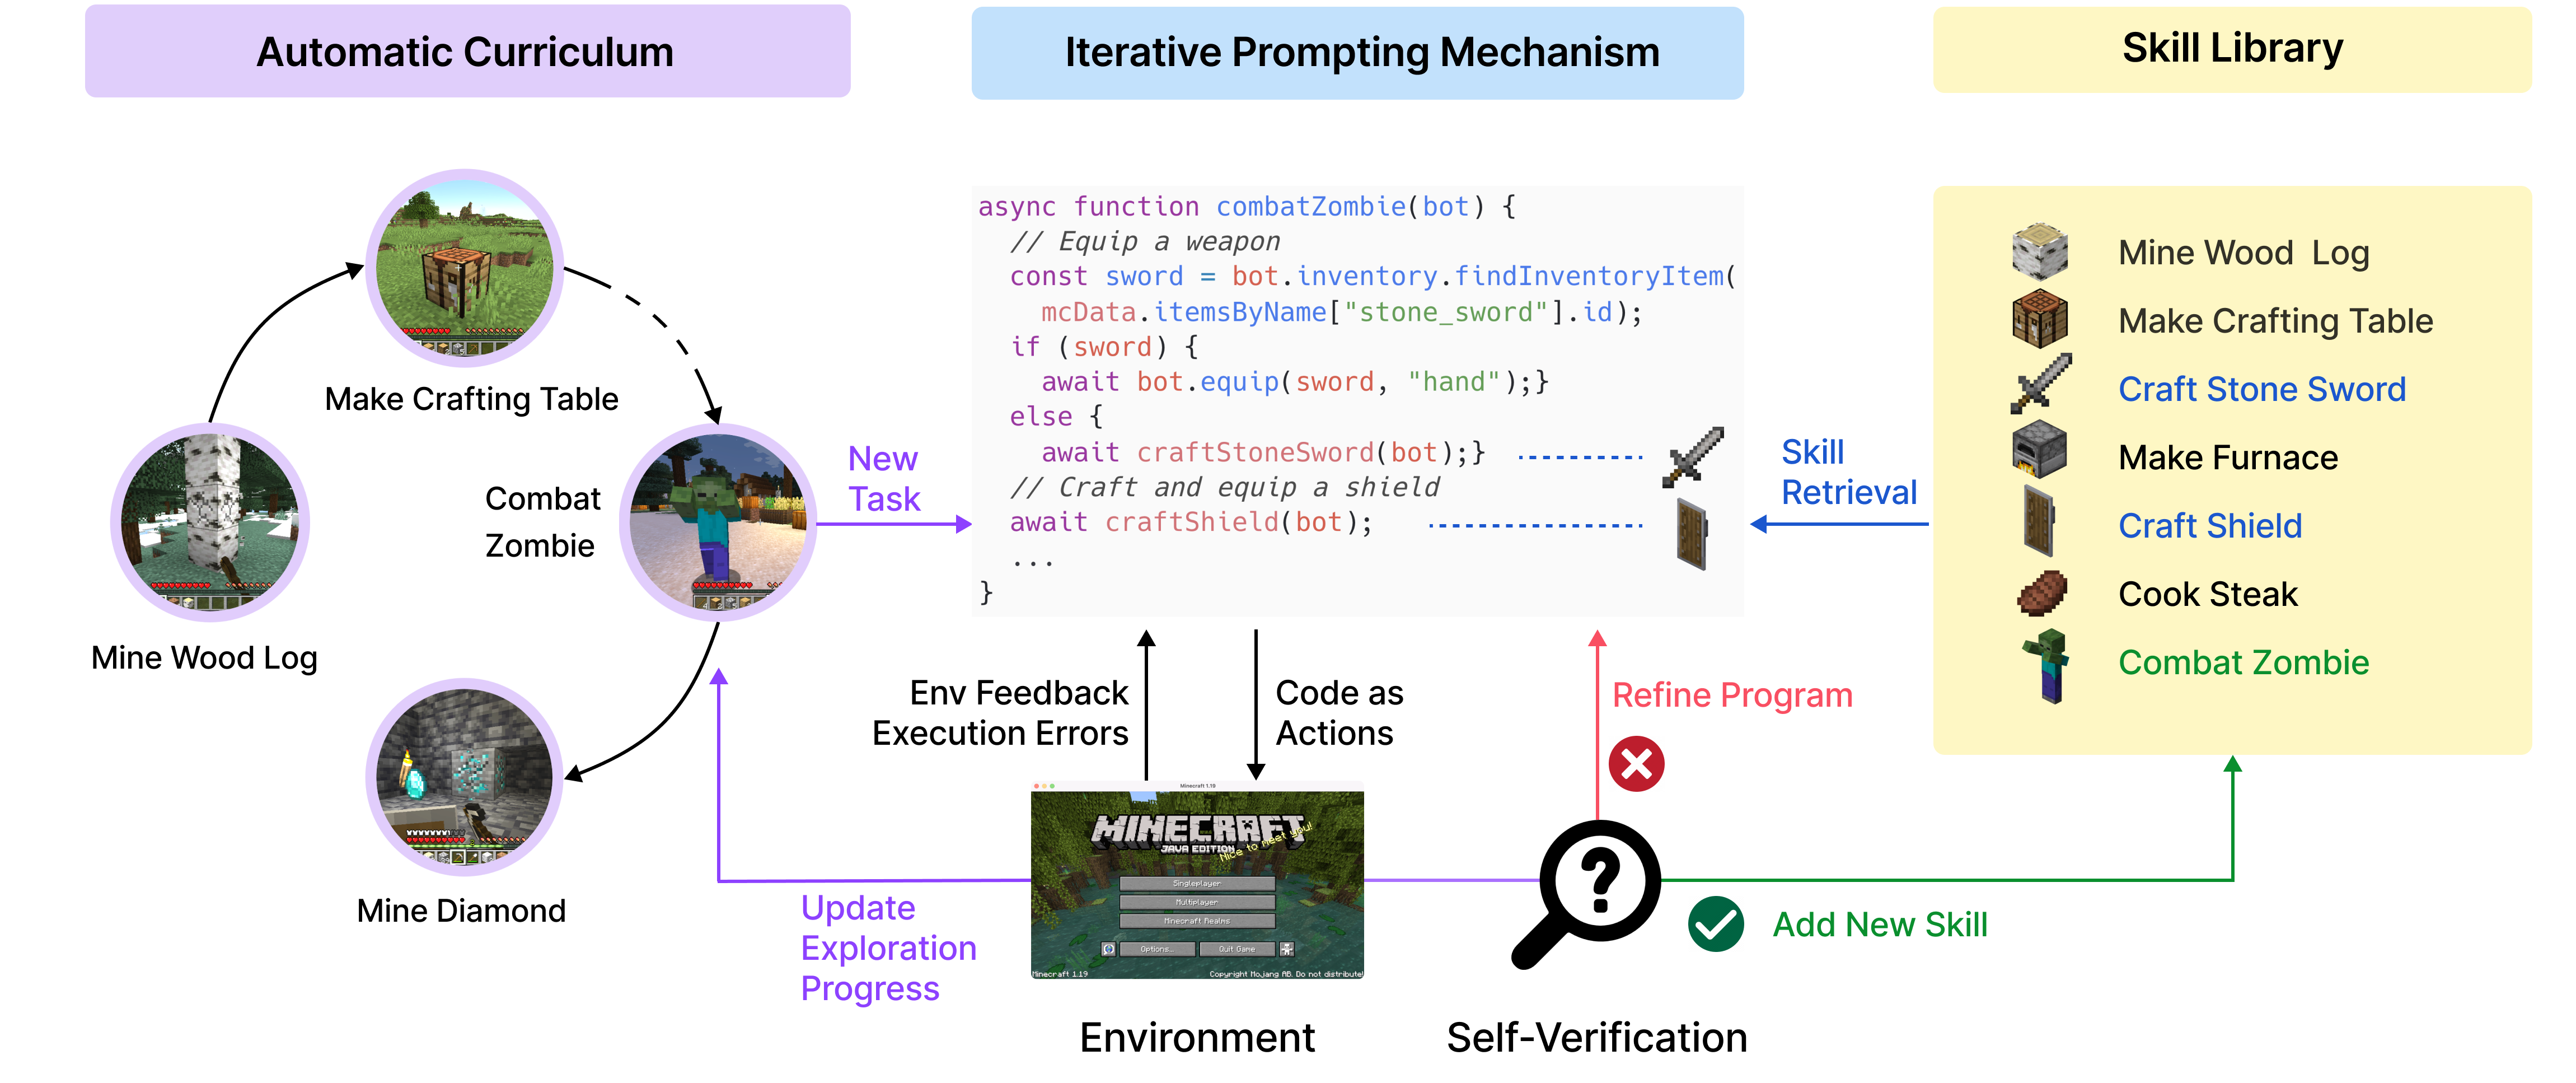 Automatic Curriculum
Iterative Prompting Mechanism
Skill Library
Make Crafting Table
Mine Wood Log
Combat
Zombie
Mine Diamond
New
Task
async function combatZombie(bot) {
// Equip a weapon
const sword = bot.inventory.findInventoryItem(
mcData.itemsByName["stone_sword"].id);
if (sword) {
await bot.equip(sword, "hand");}
else {
await craftStoneSword(bot);}
// Craft and equip a shield
await craftShield(bot);
...
}
Skill
Retrieval
Mine Wood Log
Make Crafting Table
Craft Stone Sword
Make Furnace
Craft Shield
Cook Steak
Combat Zombie
Env Feedback
Execution Errors
Code as
Actions
Refine Program
Update
Exploration
Progress
Minecraft 1.19
MINECRAFT
JAVA EDITION
Nice to meet you!
Singleplayer
Multiplayer
Minecraft Realms
Options...
Quit Game
Minecraft 1.19
Copyright Mojang AB. Do not distribute!
Add New Skill
Environment
Self-Verification